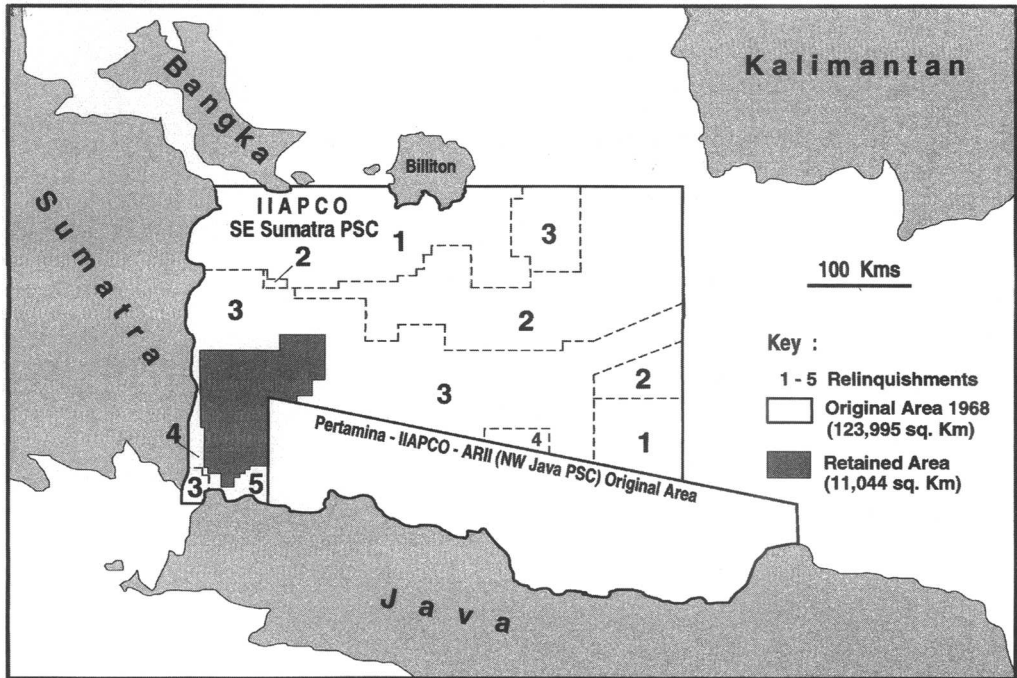 Bangka
Kalimantan
Billiton
Sumatra
IIAPCO
SE Sumatra PSC
1
3
2
3
2
100 Kms
Key :
1 - 5 Relinquishments
Original Area 1968
(123,995 sq. Km)
Retained Area
(11,044 sq. Km)
3
2
1
4
4
Pertamina - IIAPCO - ARII (NW Java PSC) Original Area
3
5
Java